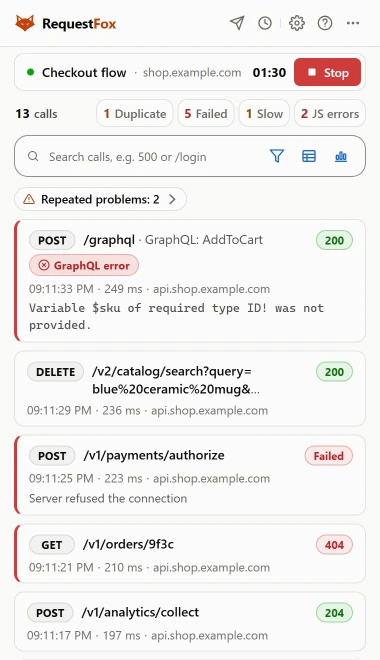 RequestFox
Checkout flow · shop.example.com 01:30 Stop
13 calls 1 Duplicate 5 Failed 1 Slow 2 JS errors
Search calls, e.g. 500 or /login
Repeated problems: 2
POST /graphql · GraphQL: AddToCart 200
GraphQL error
09:11:33 PM · 249 ms · api.shop.example.com
Variable $sku of required type ID! was not
provided.
DELETE /v2/catalog/search?query= 200
blue%20ceramic%20mug&...
09:11:29 PM · 236 ms · api.shop.example.com
POST /v1/payments/authorize Failed
09:11:25 PM · 223 ms · api.shop.example.com
Server refused the connection
GET /v1/orders/9f3c 404
09:11:21 PM · 210 ms · api.shop.example.com
POST /v1/analytics/collect 204
09:11:17 PM · 197 ms · api.shop.example.com